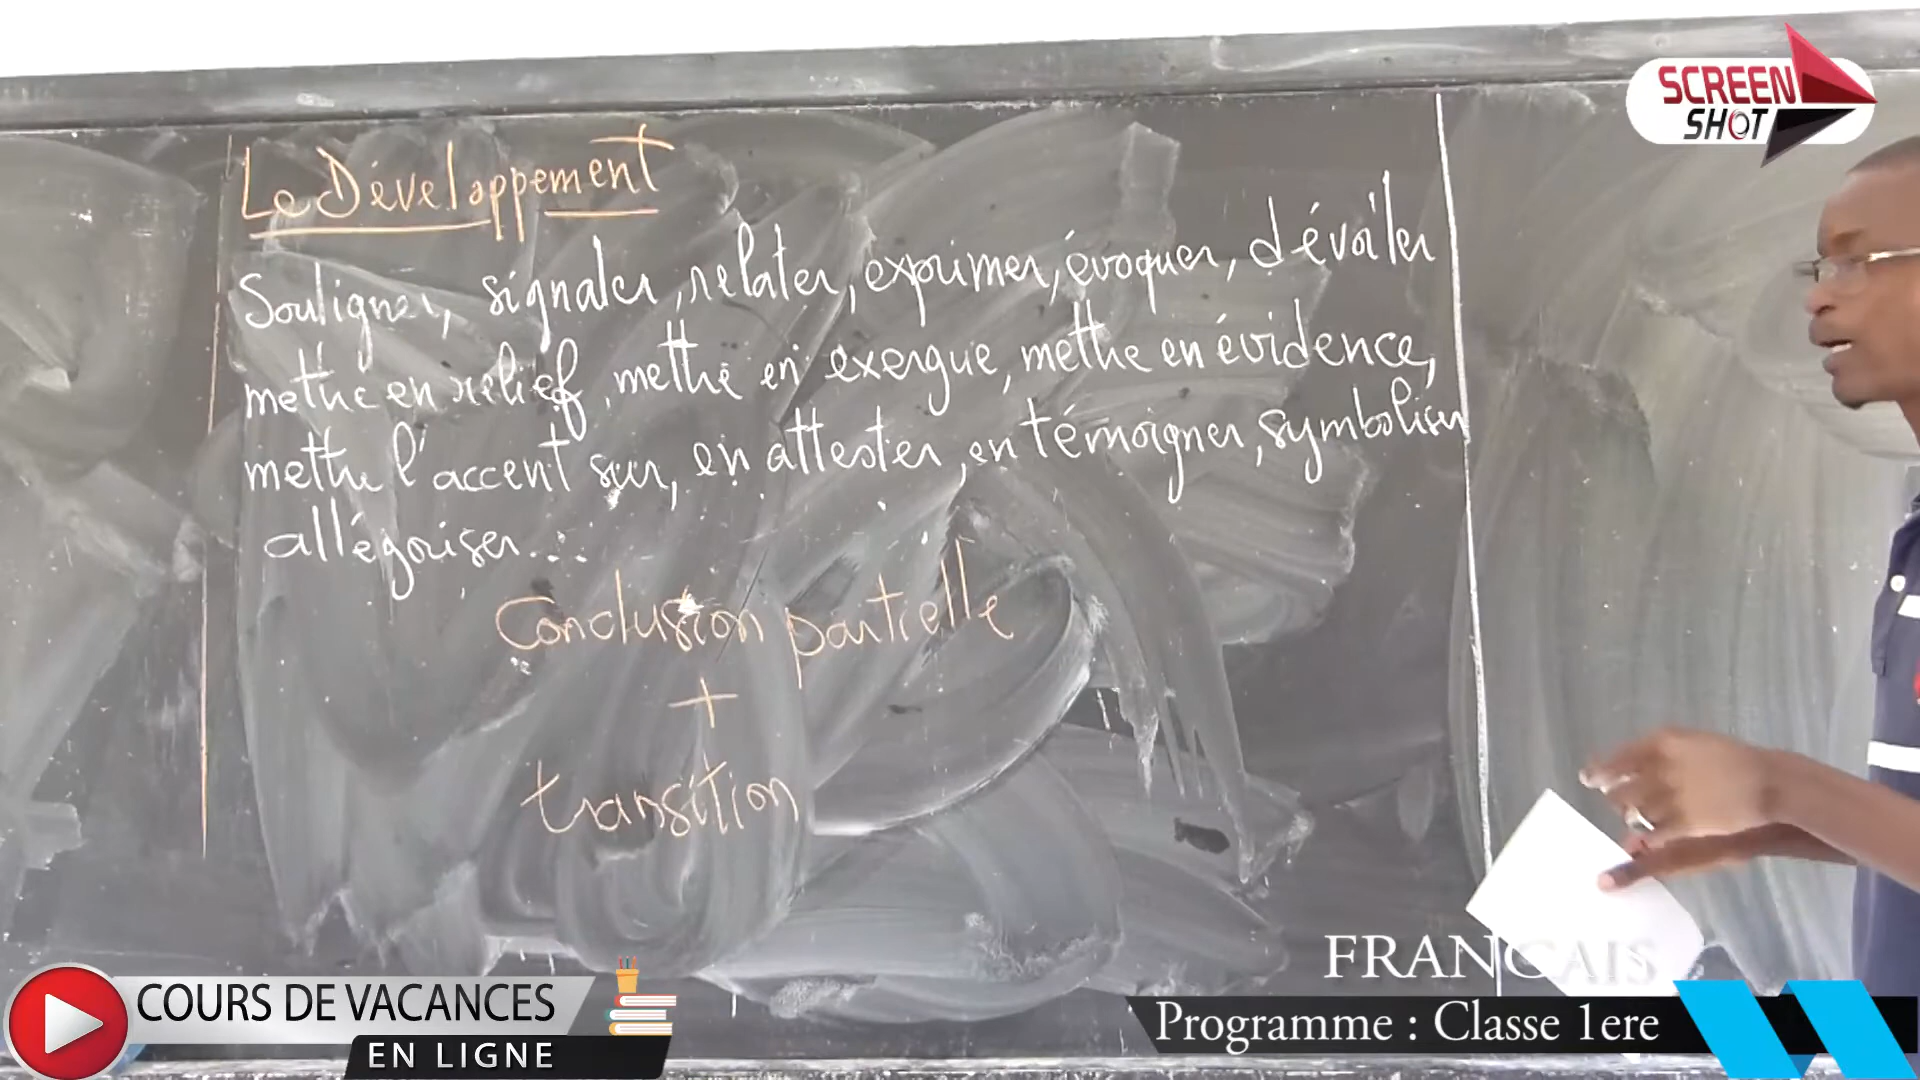 SCREEN
SHOT
Le Développement
Souligner, signaler, relater, exprimer, évoquer, dévoiler
mettre en relief, mettre en exergue, mettre en évidence,
mettre l'accent sur, en attester, en témoigner, symboliser
allégoriser...
Conclusion partielle
+
transition
FRANCAIS
COURS DE VACANCES
EN LIGNE
Programme : Classe 1ere